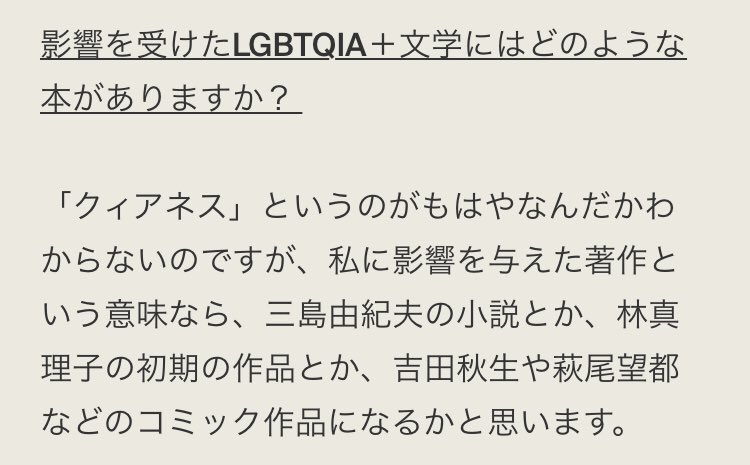 影響を受けたLGBTQIA＋文学にはどのような
本がありますか？
「クィアネス」というのがもはやなんだかわ
からないのですが、私に影響を与えた著作と
いう意味なら、三島由紀夫の小説とか、林真
理子の初期の作品とか、吉田秋生や萩尾望都
などのコミック作品になるかと思います。